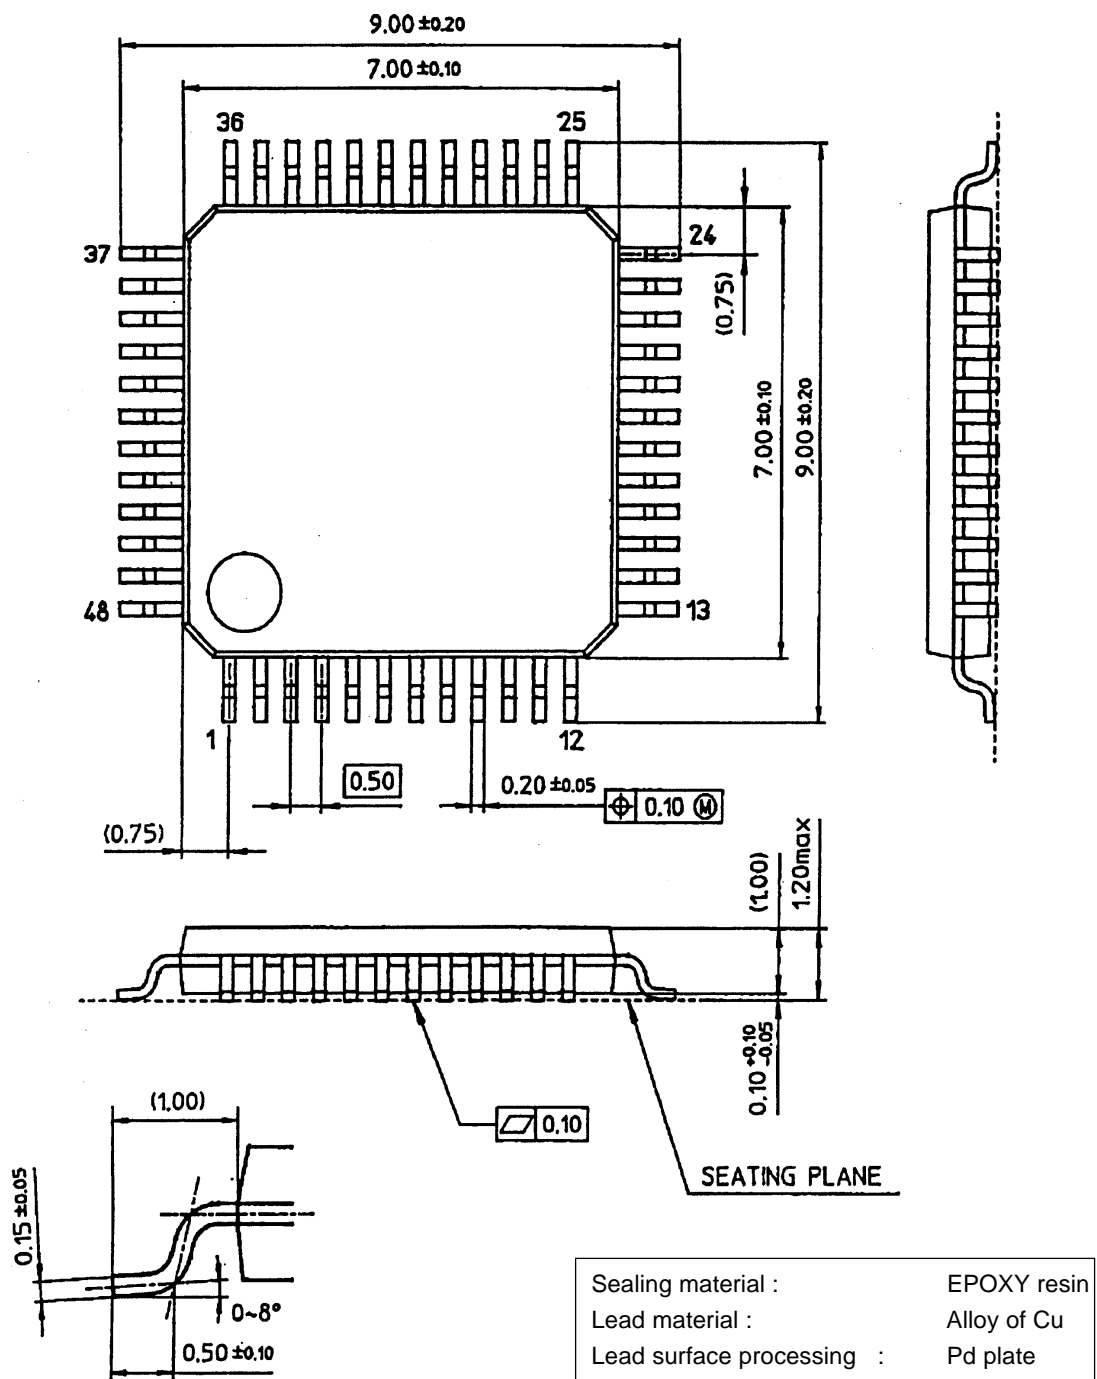 9.00 ±0.20
7.00 ±0.10
36 25
37 24
(0.75)
7.00 ±0.10
9.00 ±0.20
48 13
1 12
0.50
0.20 ±0.05
⌖ 0.10 Ⓜ
(0.75)
(1.00)
1.20max
0.10 +0.10 -0.05
▱ 0.10
SEATING PLANE
(1.00)
0.15 ±0.05
0~8°
0.50 ±0.10
Sealing material : EPOXY resin
Lead material : Alloy of Cu
Lead surface processing : Pd plate